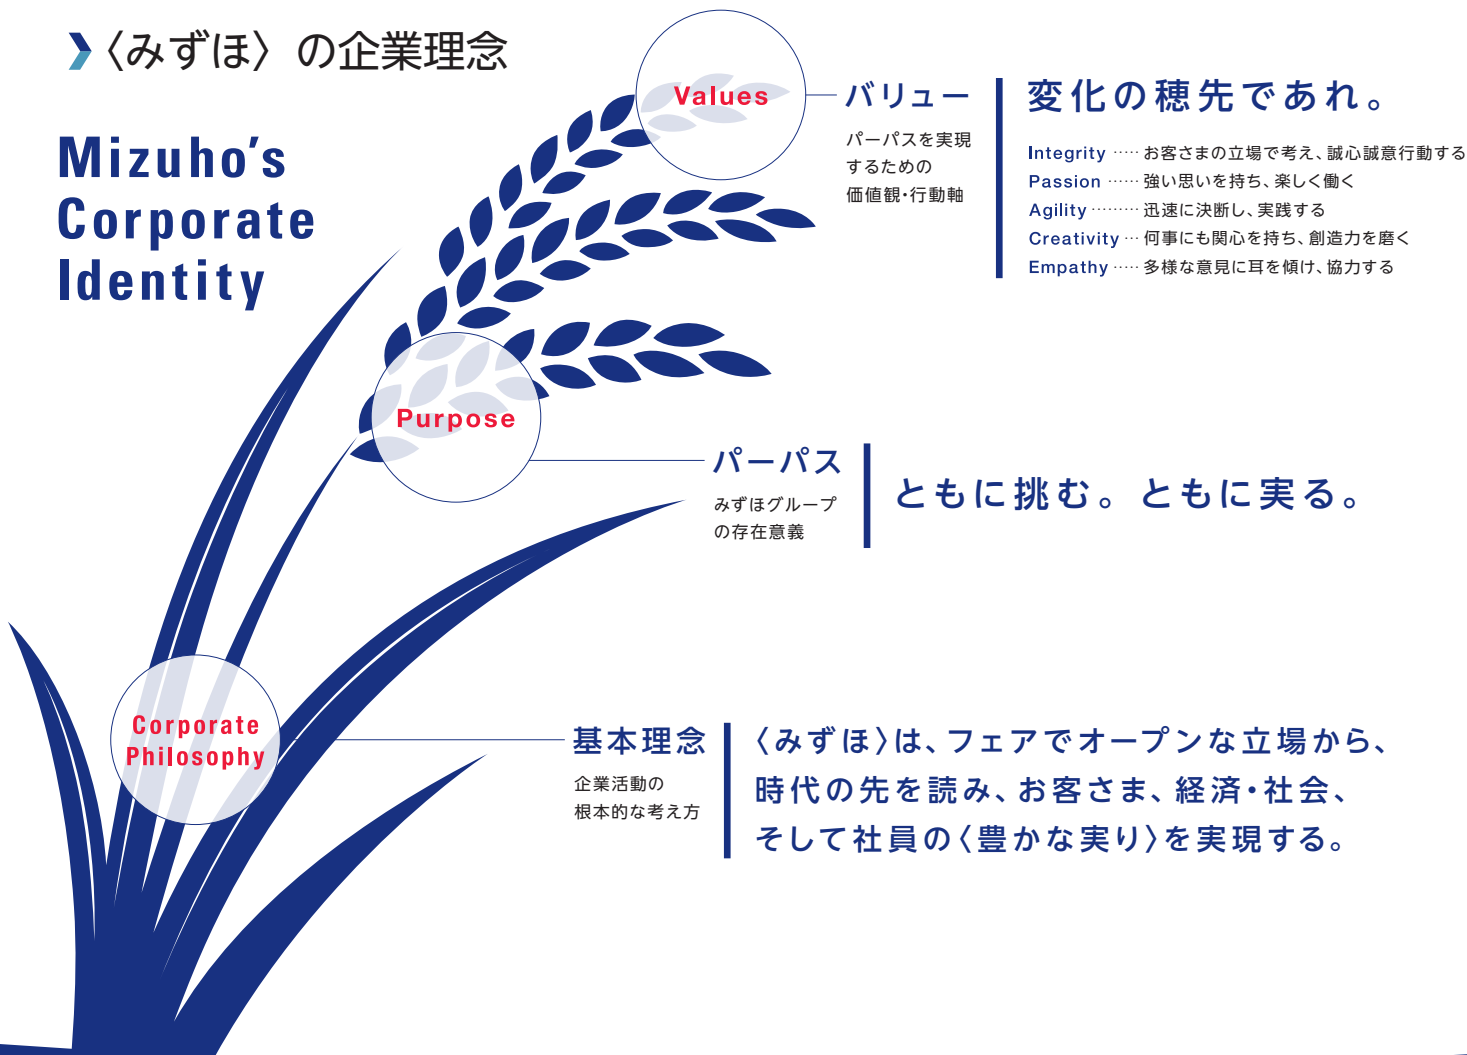 〈みずほ〉の企業理念
Mizuho's
Corporate
Identity
Values
バリュー
パーパスを実現
するための
価値観・行動軸
変化の穂先であれ。
Integrity ····· お客さまの立場で考え、誠心誠意行動する
Passion ······ 強い思いを持ち、楽しく働く
Agility ········· 迅速に決断し、実践する
Creativity ··· 何事にも関心を持ち、創造力を磨く
Empathy ····· 多様な意見に耳を傾け、協力する
Purpose
パーパス
みずほグループ
の存在意義
ともに挑む。ともに実る。
Corporate
Philosophy
基本理念
企業活動の
根本的な考え方
〈みずほ〉は、フェアでオープンな立場から、
時代の先を読み、お客さま、経済・社会、
そして社員の〈豊かな実り〉を実現する。